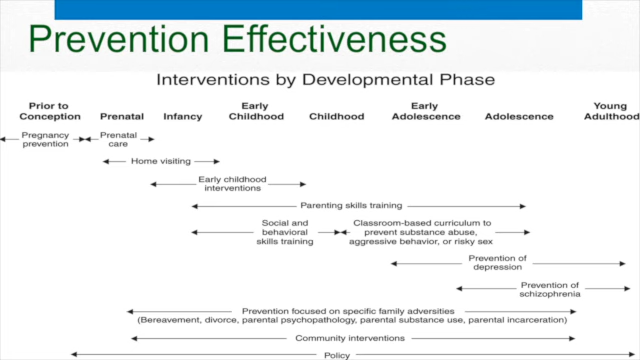 Prevention Effectiveness
Interventions by Developmental Phase
Prior to
Conception
Prenatal
Infancy
Early
Childhood
Childhood
Early
Adolescence
Adolescence
Young
Adulthood
Pregnancy
prevention
Prenatal
care
Home visiting
Early childhood
interventions
Parenting skills training
Social and
behavioral
skills training
Classroom-based curriculum to
prevent substance abuse,
aggressive behavior, or risky sex
Prevention of
depression
Prevention of
schizophrenia
Prevention focused on specific family adversities
(Bereavement, divorce, parental psychopathology, parental substance use, parental incarceration)
Community interventions
Policy